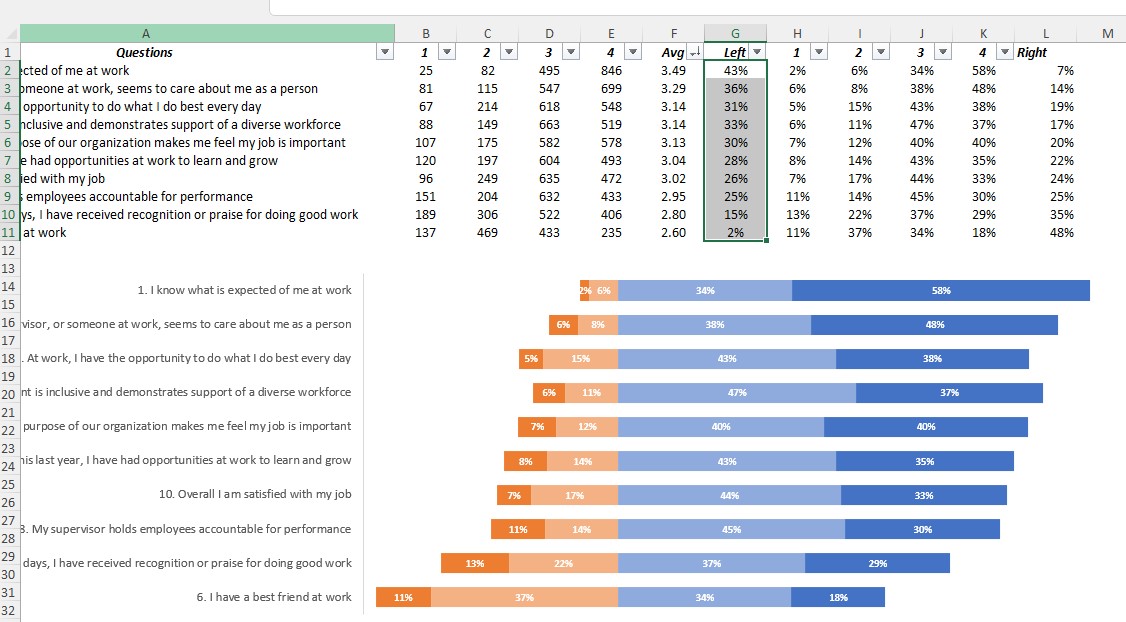 A B C D E F G H I J K L M
1 Questions 1 2 3 4 Avg Left 1 2 3 4 Right
2 ected of me at work 25 82 495 846 3.49 43% 2% 6% 34% 58% 7%
3 omeone at work, seems to care about me as a person 81 115 547 699 3.29 36% 6% 8% 38% 48% 14%
4 opportunity to do what I do best every day 67 214 618 548 3.14 31% 5% 15% 43% 38% 19%
5 nclusive and demonstrates support of a diverse workforce 88 149 663 519 3.14 33% 6% 11% 47% 37% 17%
6 ose of our organization makes me feel my job is important 107 175 582 578 3.13 30% 7% 12% 40% 40% 20%
7 e had opportunities at work to learn and grow 120 197 604 493 3.04 28% 8% 14% 43% 35% 22%
8 ied with my job 96 249 635 472 3.02 26% 7% 17% 44% 33% 24%
9 s employees accountable for performance 151 204 632 433 2.95 25% 11% 14% 45% 30% 25%
10 ys, I have received recognition or praise for doing good work 189 306 522 406 2.80 15% 13% 22% 37% 29% 35%
11 at work 137 469 433 235 2.60 2% 11% 37% 34% 18% 48%
12
13
14 1. I know what is expected of me at work 2% 6% 34% 58%
15
16 visor, or someone at work, seems to care about me as a person 6% 8% 38% 48%
17
18 . At work, I have the opportunity to do what I do best every day 5% 15% 43% 38%
19
20 nt is inclusive and demonstrates support of a diverse workforce 6% 11% 47% 37%
21
22 purpose of our organization makes me feel my job is important 7% 12% 40% 40%
23
24 his last year, I have had opportunities at work to learn and grow 8% 14% 43% 35%
25
26 10. Overall I am satisfied with my job 7% 17% 44% 33%
27
28 3. My supervisor holds employees accountable for performance 11% 14% 45% 30%
29
30 days, I have received recognition or praise for doing good work 13% 22% 37% 29%
31 6. I have a best friend at work 11% 37% 34% 18%
32